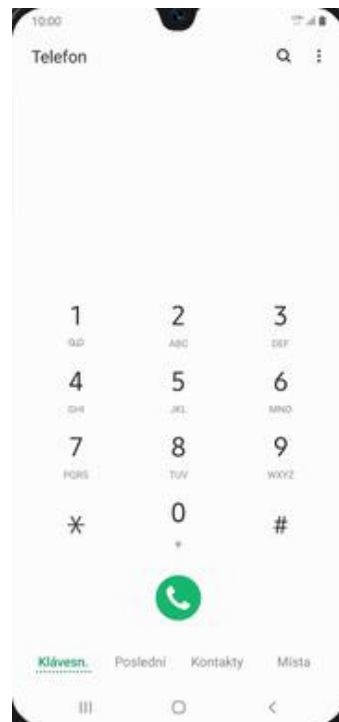 10:00
Telefon
1 2 3
ABC DEF
4 5 6
GHI JKL MNO
7 8 9
PQRS TUV WXYZ
* 0 #
+
Klávesn. Poslední Kontakty Místa